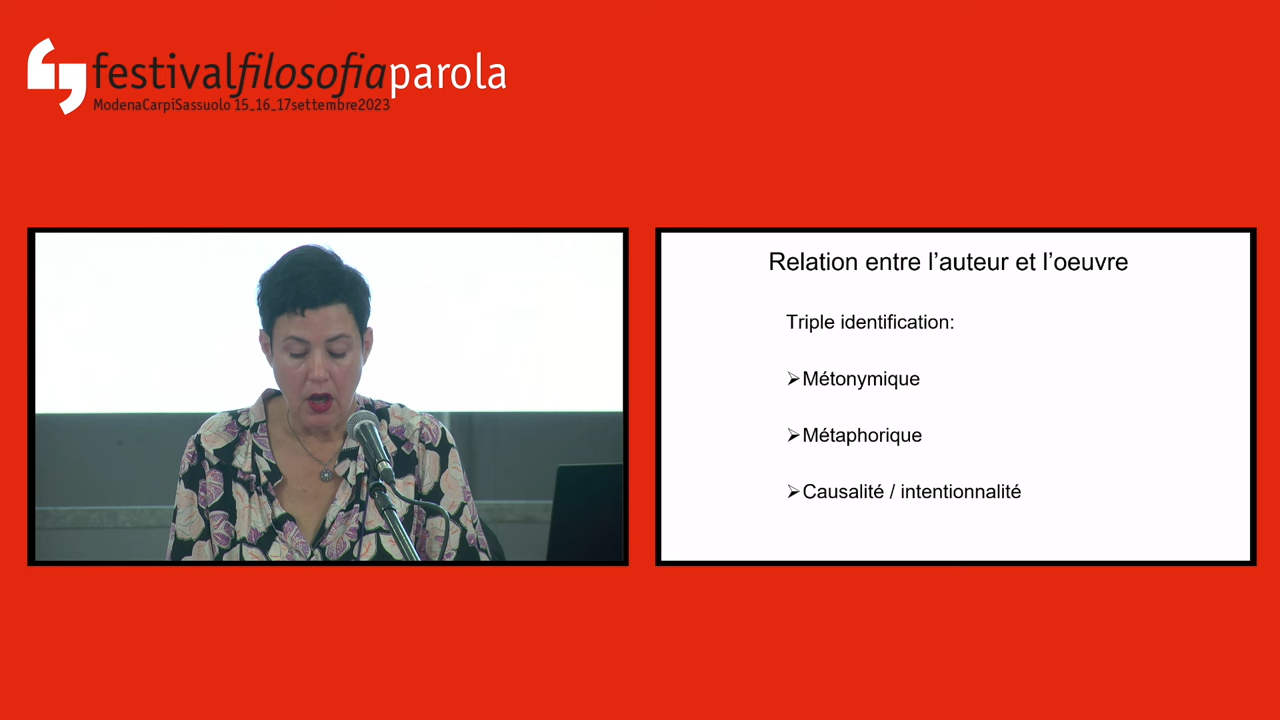 festivalfilosofiaparola
ModenaCarpiSassuolo 15_16_17settembre2023
Relation entre l’auteur et l’oeuvre
Triple identification:
➢Métonymique
➢Métaphorique
➢Causalité / intentionnalité